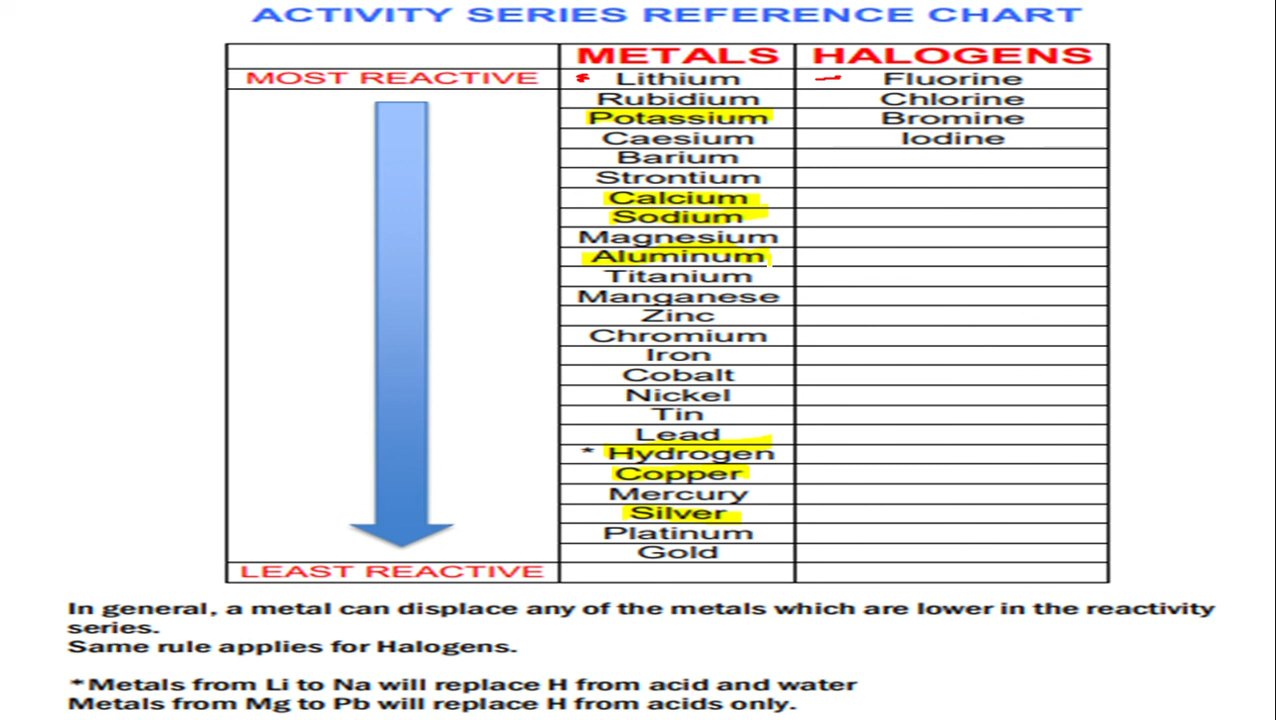 ACTIVITY SERIES REFERENCE CHART
METALS HALOGENS
MOST REACTIVE Lithium Fluorine
Rubidium Chlorine
Potassium Bromine
Caesium Iodine
Barium
Strontium
Calcium
Sodium
Magnesium
Aluminum
Titanium
Manganese
Zinc
Chromium
Iron
Cobalt
Nickel
Tin
Lead
* Hydrogen
Copper
Mercury
Silver
Platinum
Gold
LEAST REACTIVE
In general, a metal can displace any of the metals which are lower in the reactivity
series.
Same rule applies for Halogens.
*Metals from Li to Na will replace H from acid and water
Metals from Mg to Pb will replace H from acids only.